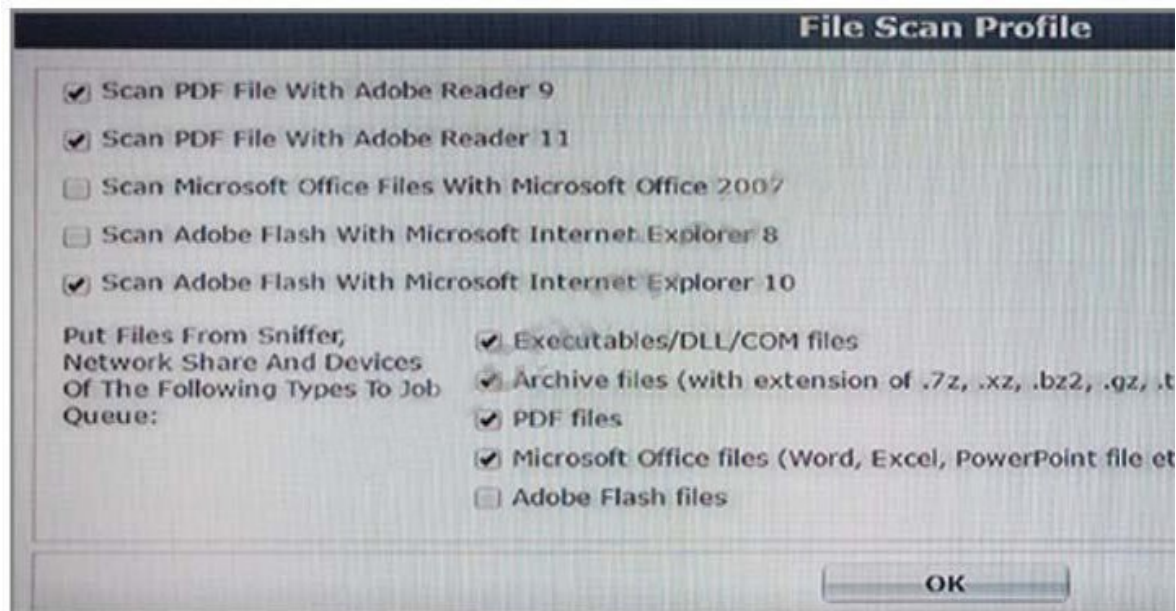 File Scan Profile
Scan PDF File With Adobe Reader 9
Scan PDF File With Adobe Reader 11
Scan Microsoft Office Files With Microsoft Office 2007
Scan Adobe Flash With Microsoft Internet Explorer 8
Scan Adobe Flash With Microsoft Internet Explorer 10
Put Files From Sniffer,
Network Share And Devices
Of The Following Types To Job
Queue:
Executables/DLL/COM files
Archive files (with extension of .7z, .xz, .bz2, .gz, .t
PDF files
Microsoft Office files (Word, Excel, PowerPoint file et
Adobe Flash files
OK